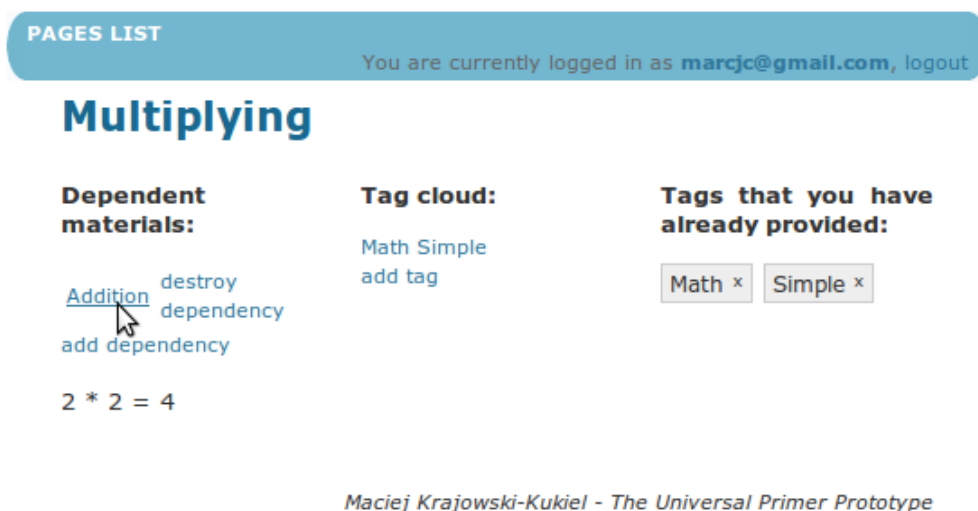 PAGES LIST
You are currently logged in as marcjc@gmail.com, logout
Multiplying
Dependent
materials:
Addition
destroy
dependency
add dependency
Tag cloud:
Math Simple
add tag
Tags that you have
already provided:
Math x Simple x
2 * 2 = 4
Maciej Krajowski-Kukiel - The Universal Primer Prototype